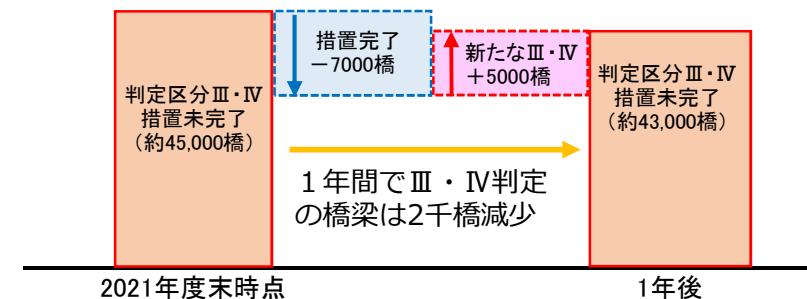 措置完了
－7000橋
新たなⅢ・Ⅳ
＋5000橋
判定区分Ⅲ・Ⅳ
措置未完了
（約45,000橋）
判定区分Ⅲ・Ⅳ
措置未完了
（約43,000橋）
１年間でⅢ・Ⅳ判定
の橋梁は2千橋減少
2021年度末時点
1年後